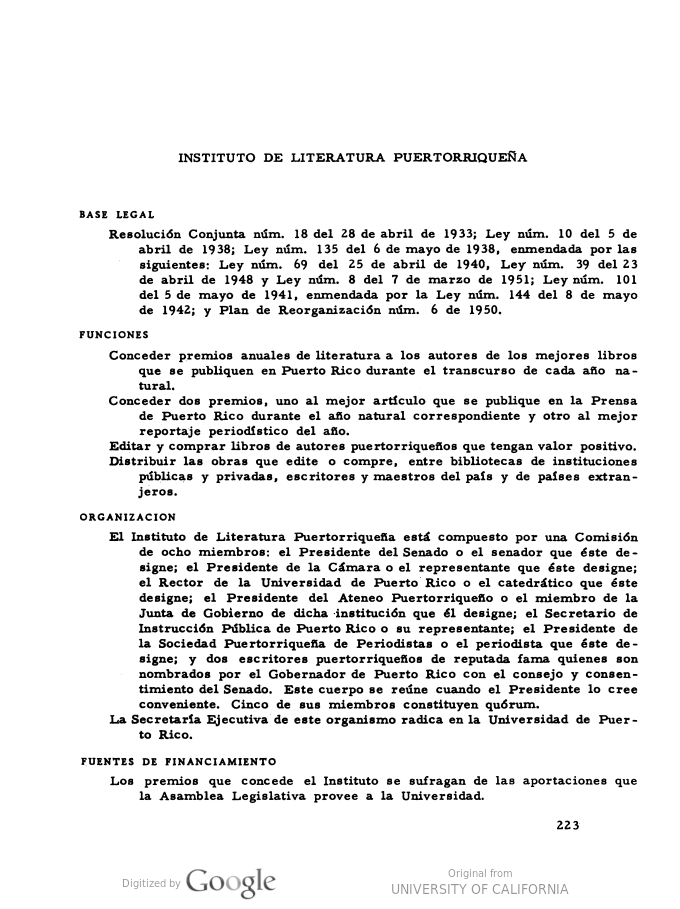 INSTITUTO DE LITERATURA PUERTORRIQUEÑA
BASE LEGAL
Resolución Conjunta núm. 18 del 28 de abril de 1933; Ley núm. 10 del 5 de
abril de 1938; Ley núm. 135 del 6 de mayo de 1938, enmendada por las
siguientes: Ley núm. 69 del 25 de abril de 1940, Ley núm. 39 del 23
de abril de 1948 y Ley núm. 8 del 7 de marzo de 1951; Ley núm. 101
del 5 de mayo de 1941, enmendada por la Ley núm. 144 del 8 de mayo
de 1942; y Plan de Reorganización núm. 6 de 1950.
FUNCIONES
Conceder premios anuales de literatura a los autores de los mejores libros
que se publiquen en Puerto Rico durante el transcurso de cada año na-
tural.
Conceder dos premios, uno al mejor artículo que se publique en la Prensa
de Puerto Rico durante el año natural correspondiente y otro al mejor
reportaje periodístico del año.
Editar y comprar libros de autores puertorriqueños que tengan valor positivo.
Distribuir las obras que edite o compre, entre bibliotecas de instituciones
públicas y privadas, escritores y maestros del país y de países extran-
jeros.
ORGANIZACION
El Instituto de Literatura Puertorriqueña está compuesto por una Comisión
de ocho miembros: el Presidente del Senado o el senador que éste de-
signe; el Presidente de la Cámara o el representante que éste designe;
el Rector de la Universidad de Puerto Rico o el catedrático que éste
designe; el Presidente del Ateneo Puertorriqueño o el miembro de la
Junta de Gobierno de dicha institución que él designe; el Secretario de
Instrucción Pública de Puerto Rico o su representante; el Presidente de
la Sociedad Puertorriqueña de Periodistas o el periodista que éste de-
signe; y dos escritores puertorriqueños de reputada fama quienes son
nombrados por el Gobernador de Puerto Rico con el consejo y consen-
timiento del Senado. Este cuerpo se reúne cuando el Presidente lo cree
conveniente. Cinco de sus miembros constituyen quórum.
La Secretaría Ejecutiva de este organismo radica en la Universidad de Puer-
to Rico.
FUENTES DE FINANCIAMIENTO
Los premios que concede el Instituto se sufragan de las aportaciones que
la Asamblea Legislativa provee a la Universidad.
223
Digitized by Google
Original from
UNIVERSITY OF CALIFORNIA